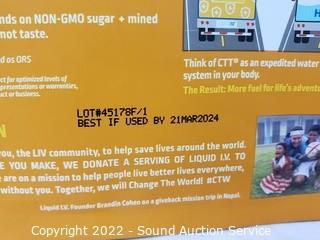 nds on NON-GMO sugar + mined
not taste.
d as ORS
ct for optimized levels of
presentations or warranties,
duct or business.
Think of CTT® as an expedited water
system in your body.
The Result: More fuel for life's adventu
LOT#45178F/1
BEST IF USED BY 21MAR2024
N
you, the LIV community, to help save lives around the world.
E YOU MAKE, WE DONATE A SERVING OF LIQUID I.V. TO
are on a mission to help people live better lives everywhere,
without you. Together, we will Change The World! #CTW
Liquid I.V. Founder Brandin Cohen on a giveback mission trip in Nepal.
Copyright 2022 - Sound Auction Service